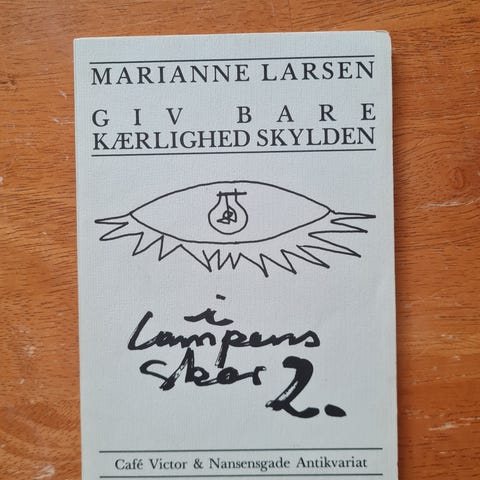 MARIANNE LARSEN
GIV BARE
KÆRLIGHED SKYLDEN
i
lampens
skær 2.
Café Victor & Nansensgade Antikvariat